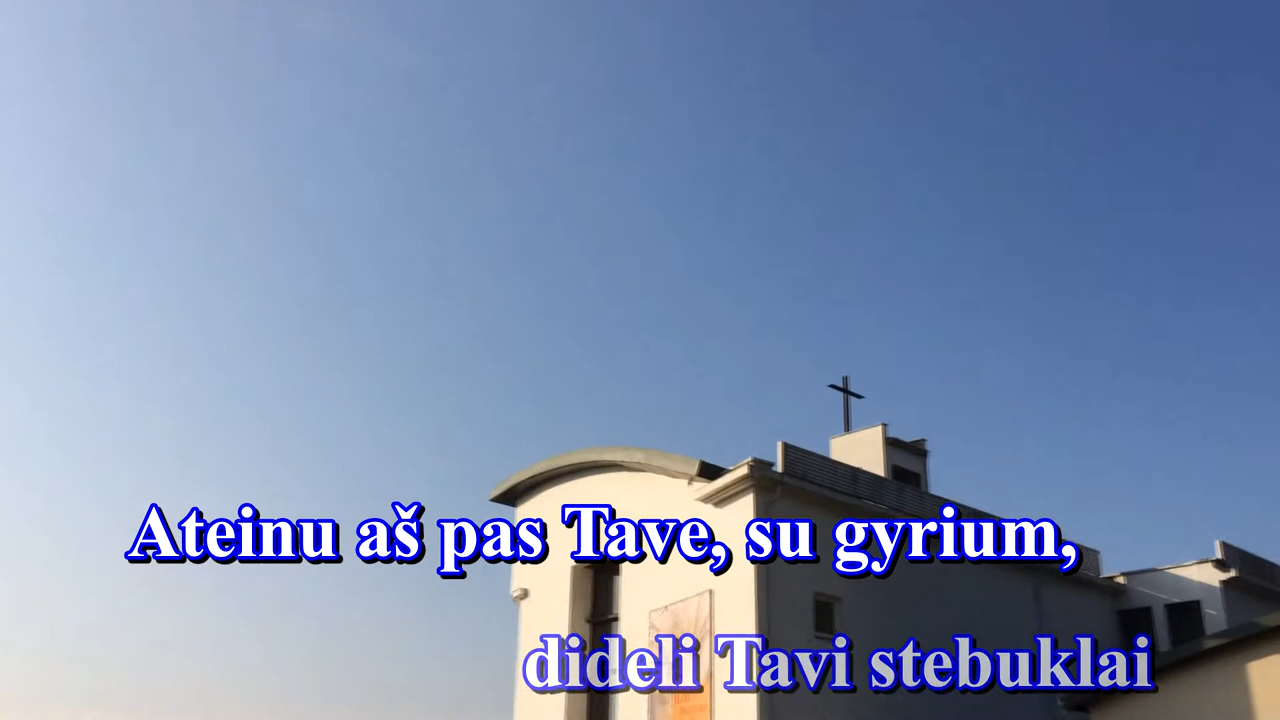 Ateinu aš pas Tave, su gyrium,
dideli Tavi stebuklai